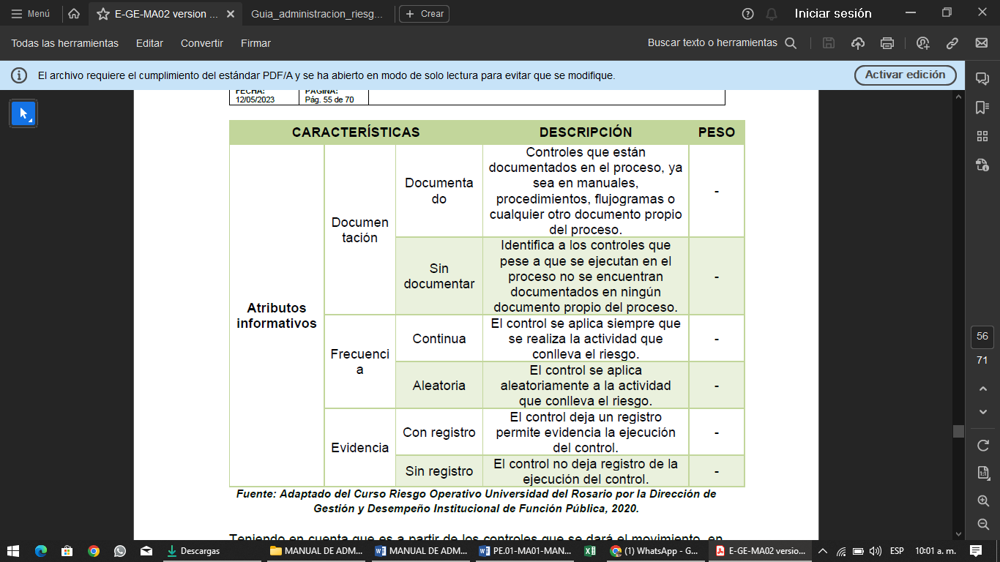 Menú
E-GE-MA02 version ...
Guia_administracion_riesg...
Crear
Iniciar sesión
Todas las herramientas
Editar
Convertir
Firmar
Buscar texto o herramientas
El archivo requiere el cumplimiento del estándar PDF/A y se ha abierto en modo de solo lectura para evitar que se modifique.
Activar edición
FECHA:
12/05/2023
PÁGINA:
Pág. 55 de 70
CARACTERÍSTICAS
DESCRIPCIÓN
PESO
Atributos
informativos
Documen
tación
Documenta
do
Controles que están
documentados en el proceso, ya
sea en manuales,
procedimientos, flujogramas o
cualquier otro documento propio
del proceso.
-
Sin
documentar
Identifica a los controles que
pese a que se ejecutan en el
proceso no se encuentran
documentados en ningún
documento propio del proceso.
-
Frecuenci
a
Continua
El control se aplica siempre que
se realiza la actividad que
conlleva el riesgo.
-
Aleatoria
El control se aplica
aleatoriamente a la actividad
que conlleva el riesgo.
-
Evidencia
Con registro
El control deja un registro
permite evidencia la ejecución
del control.
-
Sin registro
El control no deja registro de la
ejecución del control.
-
Fuente: Adaptado del Curso Riesgo Operativo Universidad del Rosario por la Dirección de
Gestión y Desempeño Institucional de Función Pública, 2020.
Teniendo en cuenta que es a partir de los controles que se dará el movimiento, en
56
71
1:1
Descargas
MANUAL DE ADM...
MANUAL DE ADM...
PE.01-MA01-MAN...
(1) WhatsApp - G...
E-GE-MA02 versio...
ESP
10:01 a. m.